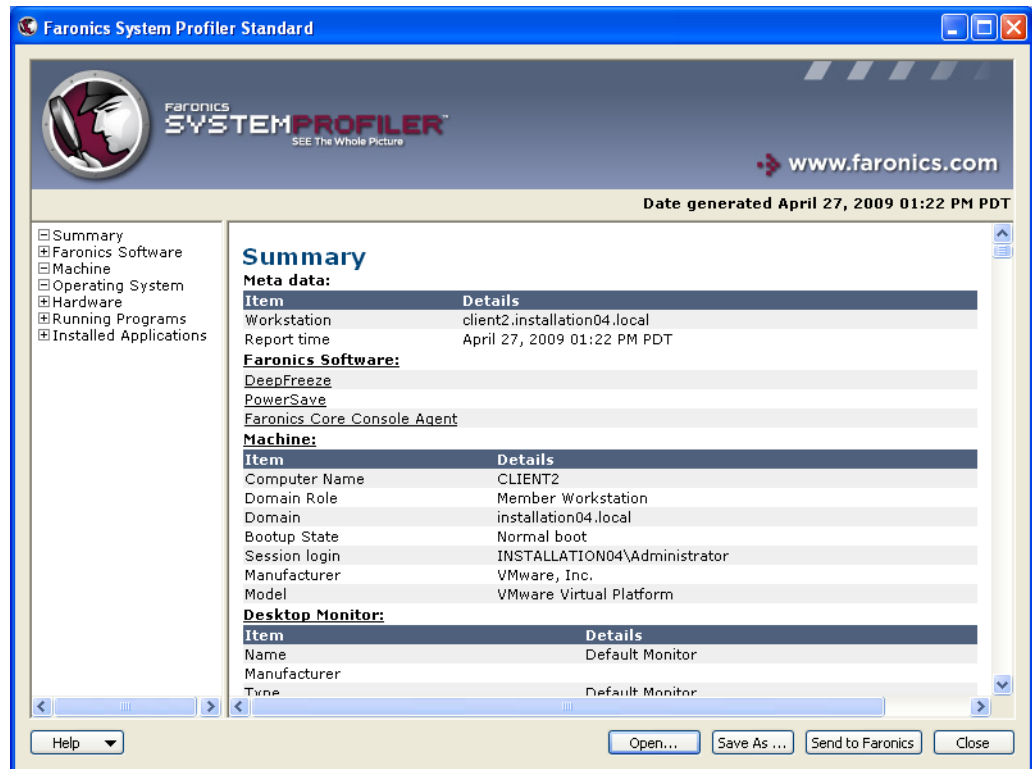 Faronics System Profiler Standard
Faronics
SYSTEMPROFILER™
SEE The Whole Picture
www.faronics.com
Date generated April 27, 2009 01:22 PM PDT
Summary
Faronics Software
Machine
Operating System
Hardware
Running Programs
Installed Applications
Summary
Meta data:
Item Details
Workstation client2.installation04.local
Report time April 27, 2009 01:22 PM PDT
Faronics Software:
DeepFreeze
PowerSave
Faronics Core Console Agent
Machine:
Item Details
Computer Name CLIENT2
Domain Role Member Workstation
Domain installation04.local
Bootup State Normal boot
Session login INSTALLATION04\Administrator
Manufacturer VMware, Inc.
Model VMware Virtual Platform
Desktop Monitor:
Item Details
Name Default Monitor
Manufacturer
Type Default Monitor
Help
Open...
Save As ...
Send to Faronics
Close